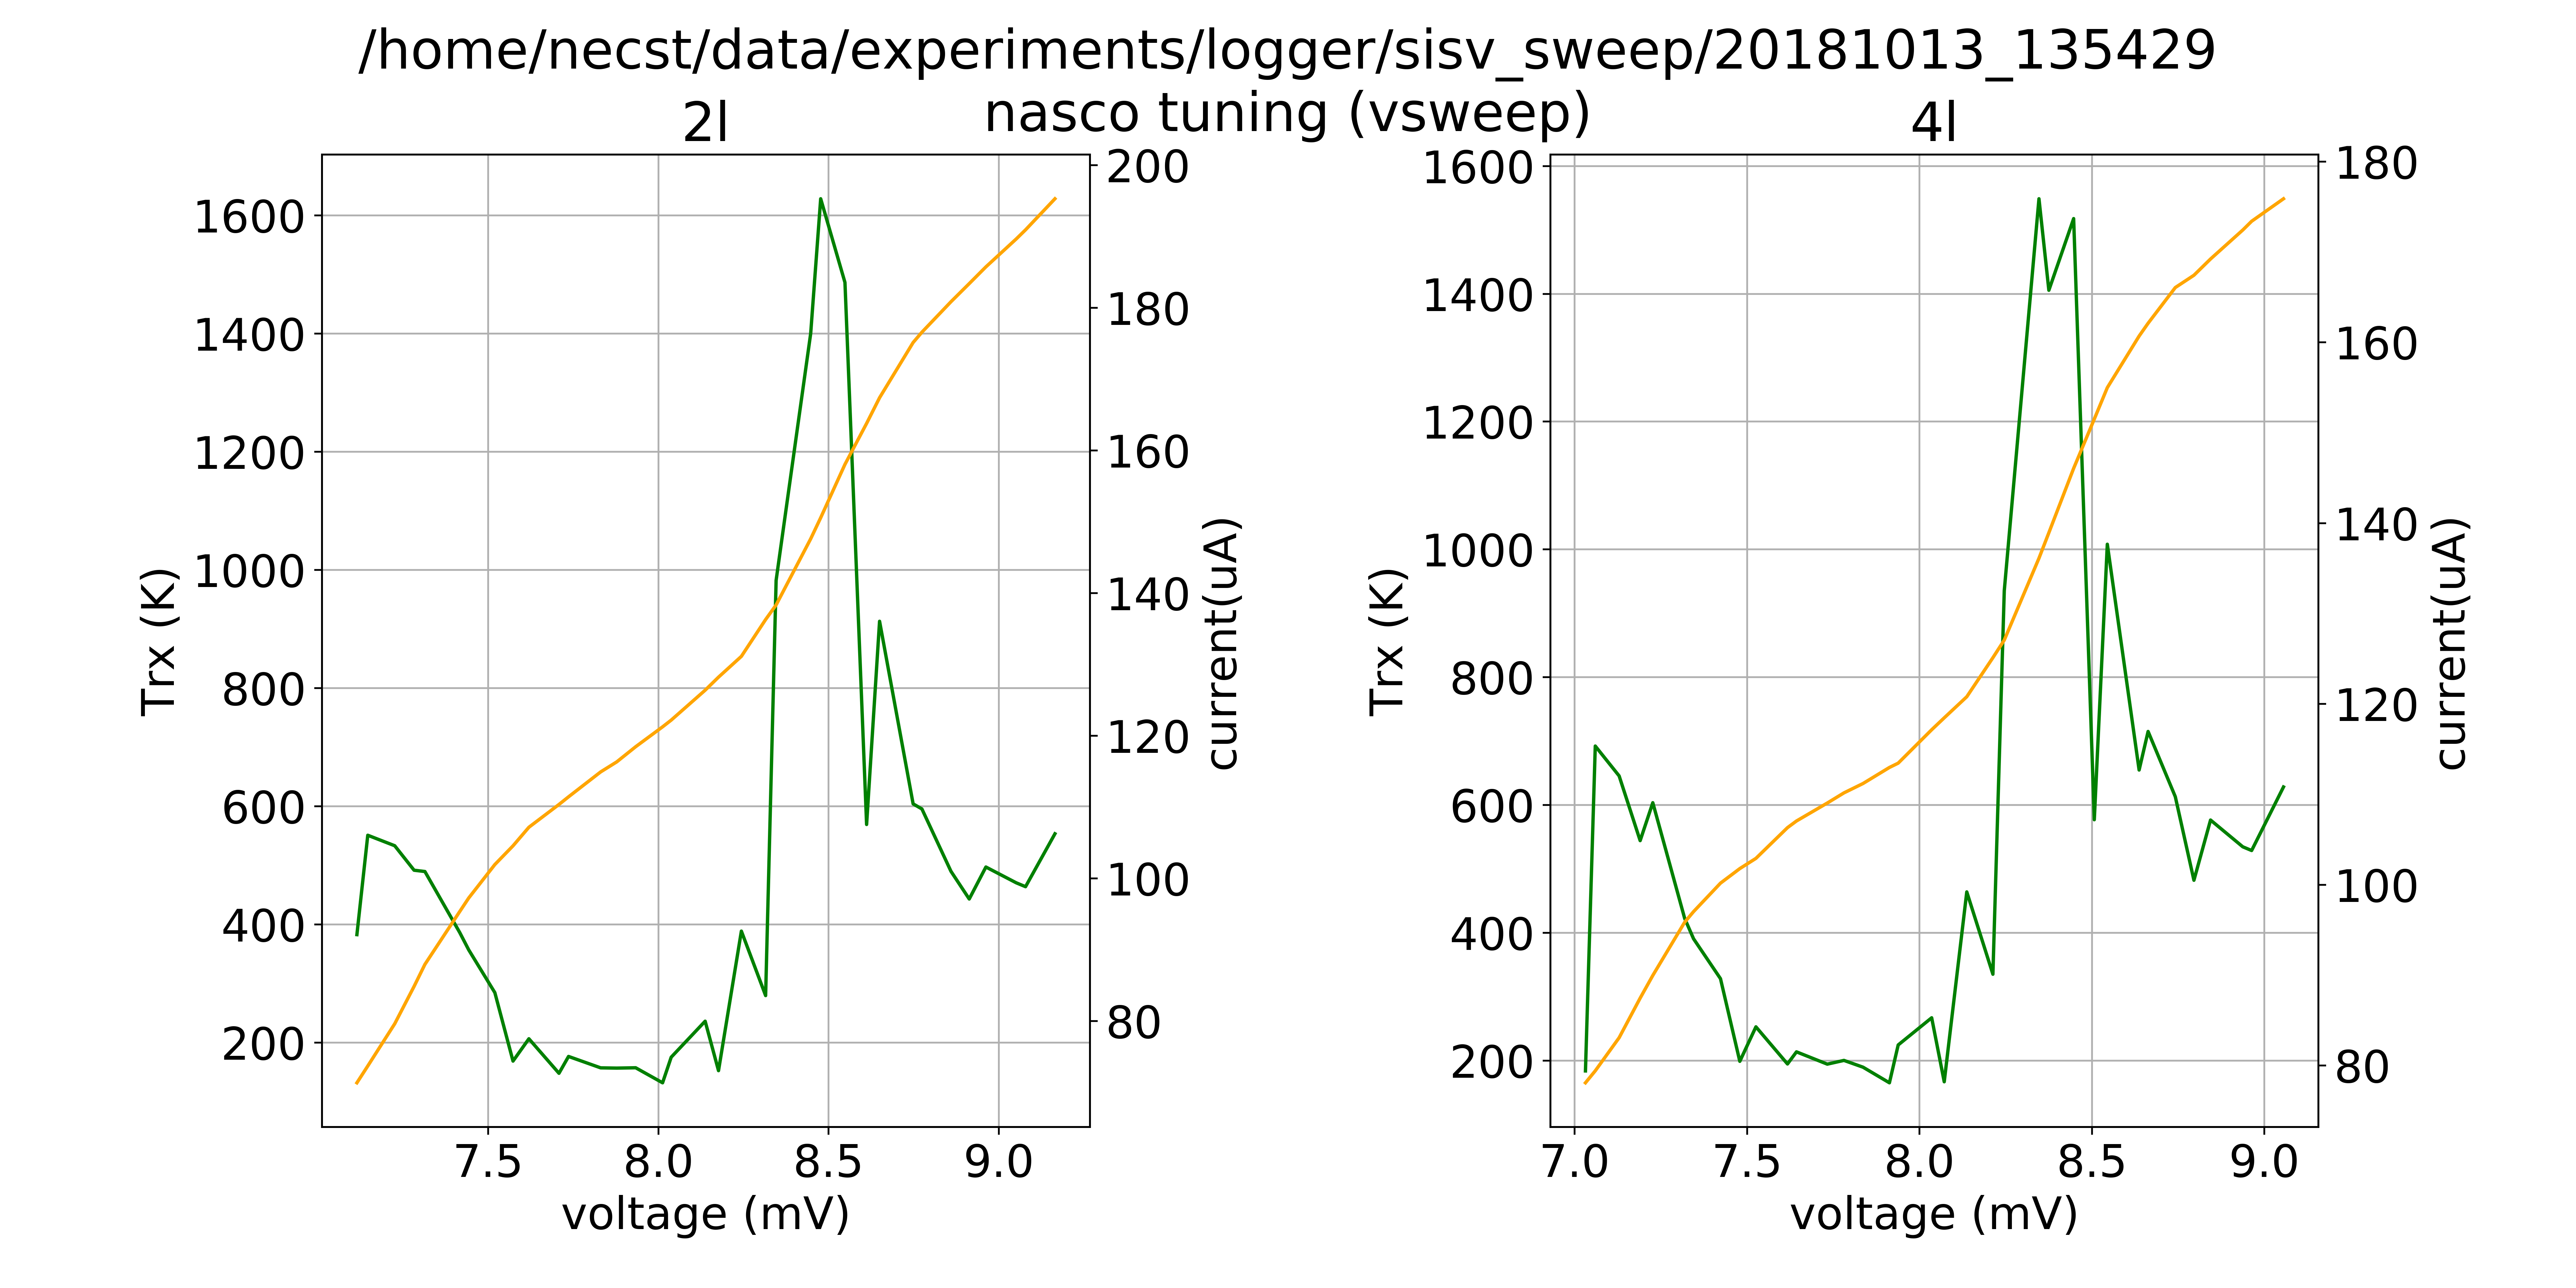 /home/necst/data/experiments/logger/sisv_sweep/20181013_135429
nasco tuning (vsweep)
2l
1600
1400
1200
1000
800
600
400
200
Trx (K)
200
180
160
140
120
100
80
current(uA)
7.5 8.0 8.5 9.0
voltage (mV)
4l
1600
1400
1200
1000
800
600
400
200
Trx (K)
180
160
140
120
100
80
current(uA)
7.0 7.5 8.0 8.5 9.0
voltage (mV)